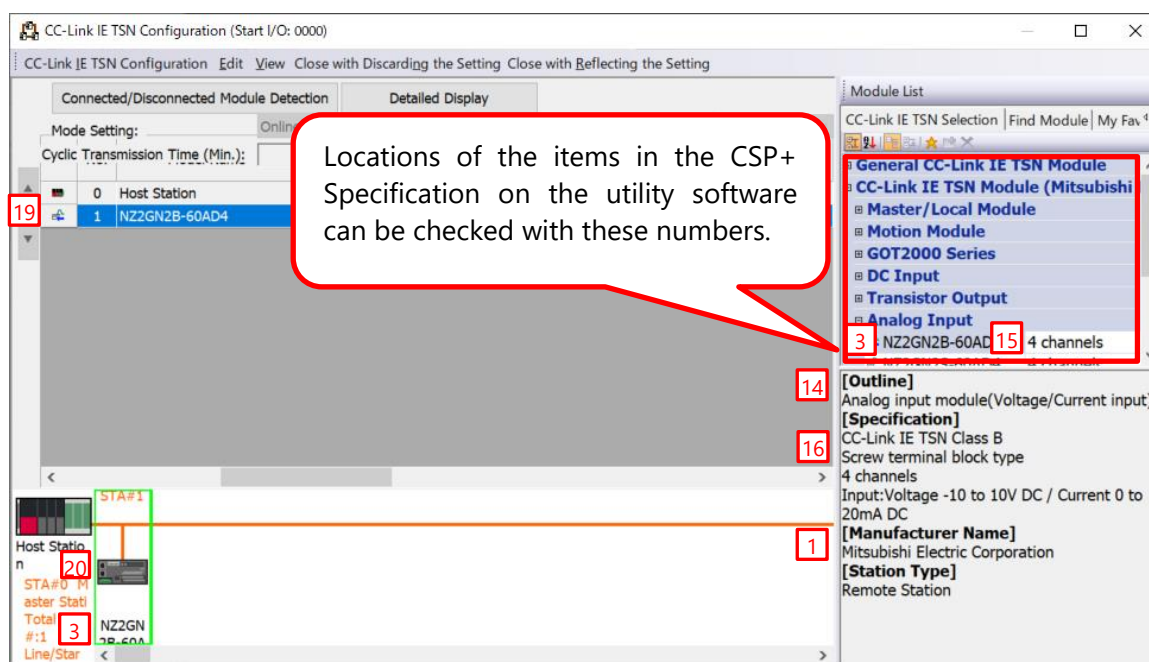 CC-Link IE TSN Configuration (Start I/O: 0000)
CC-Link IE TSN Configuration Edit View Close with Discarding the Setting Close with Reflecting the Setting
Connected/Disconnected Module Detection Detailed Display
Mode Setting:
Cyclic Transmission Time (Min.):
0 Host Station
19
1 NZ2GN2B-60AD4
Locations of the items in the CSP+
Specification on the utility software
can be checked with these numbers.
Module List
CC-Link IE TSN Selection Find Module My Fav
General CC-Link IE TSN Module
CC-Link IE TSN Module (Mitsubishi
Master/Local Module
Motion Module
GOT2000 Series
DC Input
Transistor Output
Analog Input
3 NZ2GN2B-60AD 15 4 channels
14
[Outline]
Analog input module(Voltage/Current input)
[Specification]
16
CC-Link IE TSN Class B
Screw terminal block type
4 channels
Input:Voltage -10 to 10V DC / Current 0 to
20mA DC
[Manufacturer Name]
1
Mitsubishi Electric Corporation
[Station Type]
Remote Station
STA#1
Host Statio
n
20
STA#0 M
aster Stati
Total
#:1
Line/Star
3
NZ2GN
2B-60A